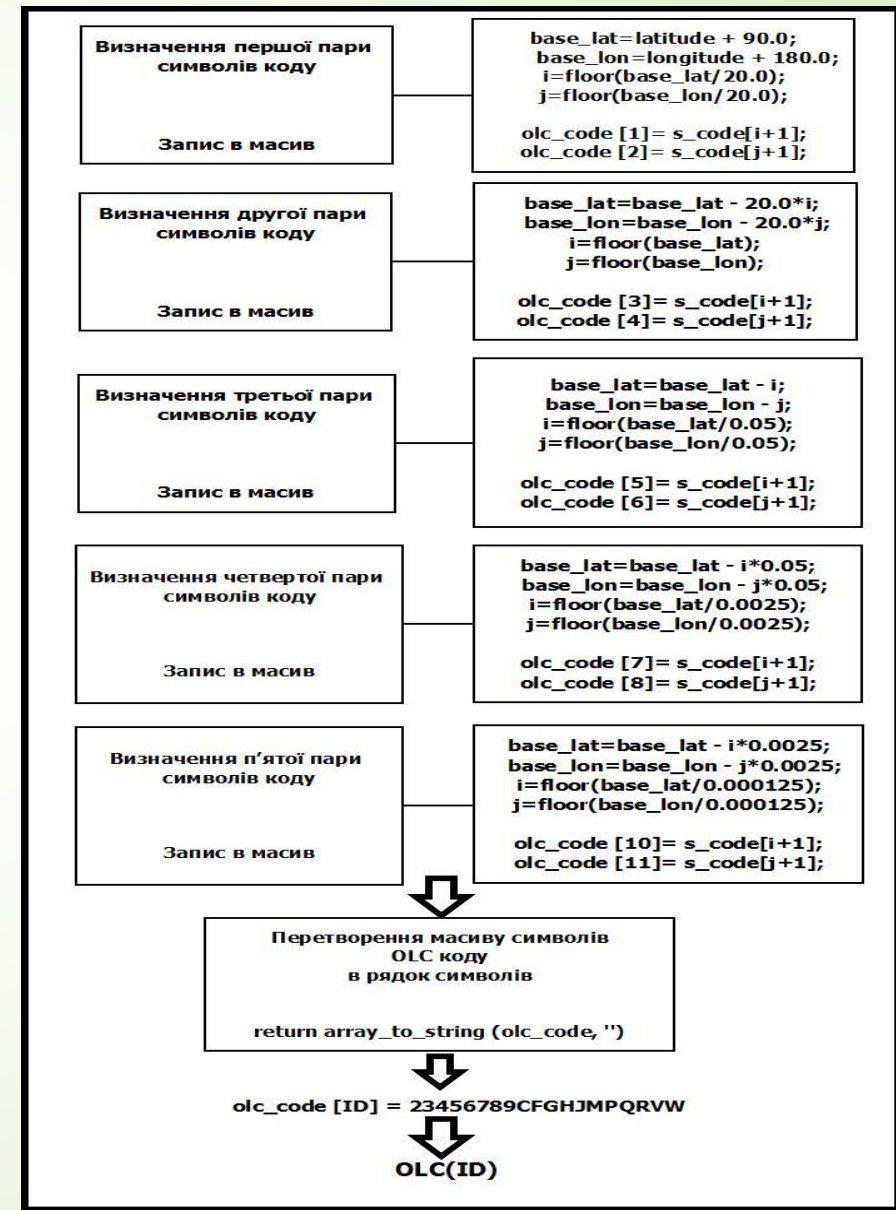 Визначення першої пари
символів коду
Запис в масив
base_lat=latitude + 90.0;
base_lon=longitude + 180.0;
i=floor(base_lat/20.0);
j=floor(base_lon/20.0);
olc_code [1]= s_code[i+1];
olc_code [2]= s_code[j+1];
Визначення другої пари
символів коду
Запис в масив
base_lat=base_lat - 20.0*i;
base_lon=base_lon - 20.0*j;
i=floor(base_lat);
j=floor(base_lon);
olc_code [3]= s_code[i+1];
olc_code [4]= s_code[j+1];
Визначення третьої пари
символів коду
Запис в масив
base_lat=base_lat - i;
base_lon=base_lon - j;
i=floor(base_lat/0.05);
j=floor(base_lon/0.05);
olc_code [5]= s_code[i+1];
olc_code [6]= s_code[j+1];
Визначення четвертої пари
символів коду
Запис в масив
base_lat=base_lat - i*0.05;
base_lon=base_lon - j*0.05;
i=floor(base_lat/0.0025);
j=floor(base_lon/0.0025);
olc_code [7]= s_code[i+1];
olc_code [8]= s_code[j+1];
Визначення п’ятої пари
символів коду
Запис в масив
base_lat=base_lat - i*0.0025;
base_lon=base_lon - j*0.0025;
i=floor(base_lat/0.000125);
j=floor(base_lon/0.000125);
olc_code [10]= s_code[i+1];
olc_code [11]= s_code[j+1];
Перетворення масиву символів
OLC коду
в рядок символів
return array_to_string (olc_code, '')
olc_code [ID] = 23456789CFGHJMPQRVW
OLC(ID)